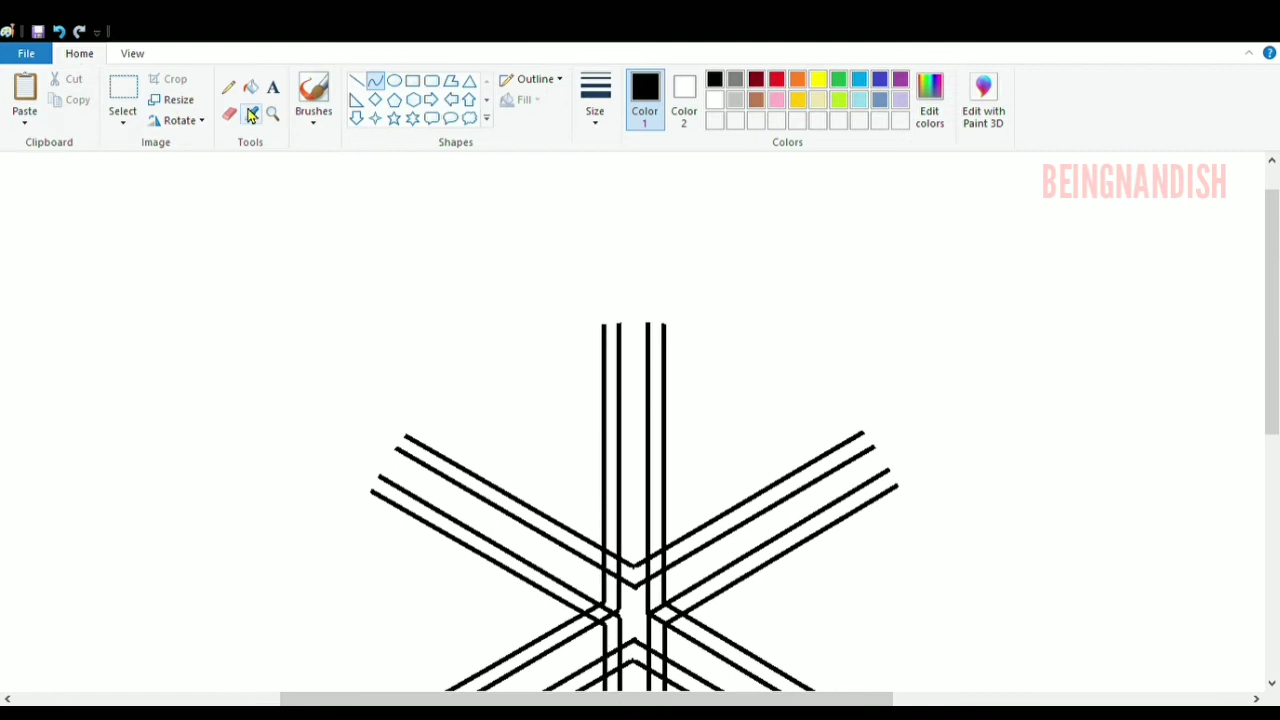 File Home View
Paste
Cut
Copy
Clipboard
Select
Crop
Resize
Rotate
Image
Tools
Brushes
Outline
Fill
Shapes
Size
Color 1
Color 2
Edit colors
Colors
Edit with Paint 3D
BEINGNANDISH